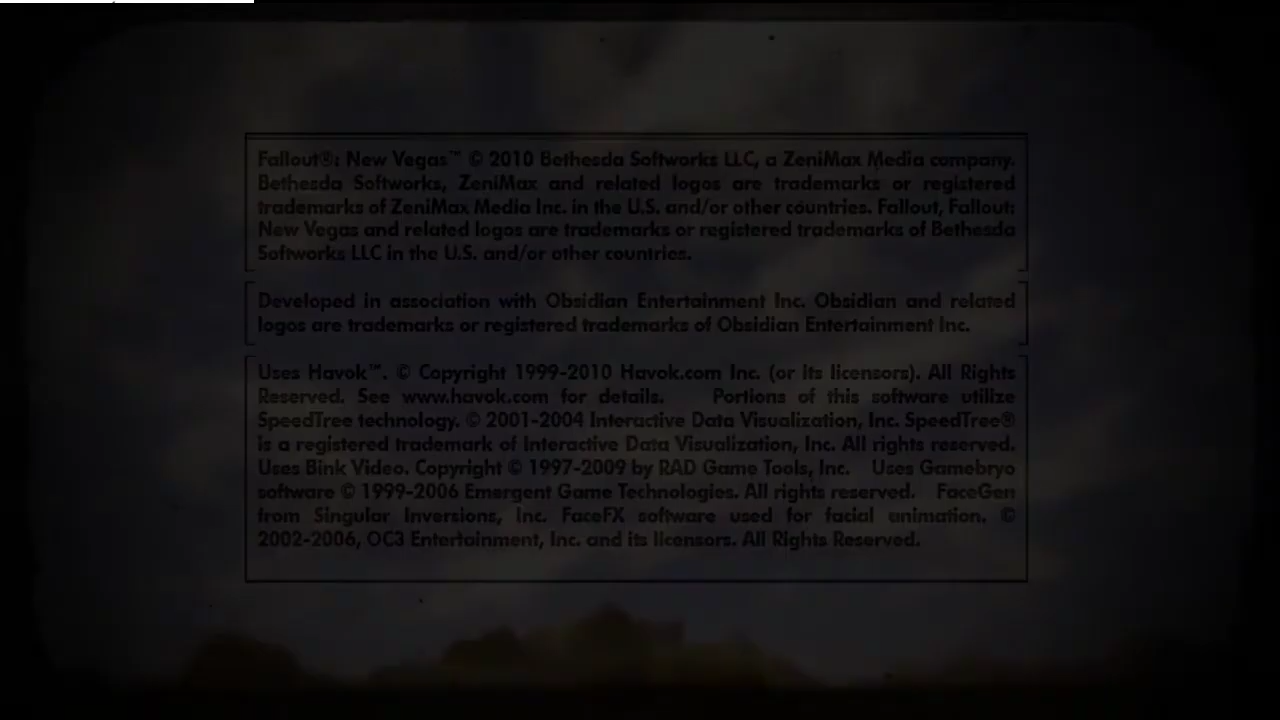 Fallout®: New Vegas™ © 2010 Bethesda Softworks LLC, a ZeniMax Media company.
Bethesda Softworks, ZeniMax and related logos are trademarks or registered
trademarks of ZeniMax Media Inc. in the U.S. and/or other countries. Fallout, Fallout:
New Vegas and related logos are trademarks or registered trademarks of Bethesda
Softworks LLC in the U.S. and/or other countries.
Developed in association with Obsidian Entertainment Inc. Obsidian and related
logos are trademarks or registered trademarks of Obsidian Entertainment Inc.
Uses Havok™. © Copyright 1999-2010 Havok.com Inc. (or its licensors). All Rights
Reserved. See www.havok.com for details. Portions of this software utilize
SpeedTree technology. © 2001-2004 Interactive Data Visualization, Inc. SpeedTree®
is a registered trademark of Interactive Data Visualization, Inc. All rights reserved.
Uses Bink Video. Copyright © 1997-2009 by RAD Game Tools, Inc. Uses Gamebryo
software © 1999-2006 Emergent Game Technologies. All rights reserved. FaceGen
from Singular Inversions, Inc. FaceFX software used for facial animation. ©
2002-2006, OC3 Entertainment, Inc. and its licensors. All Rights Reserved.